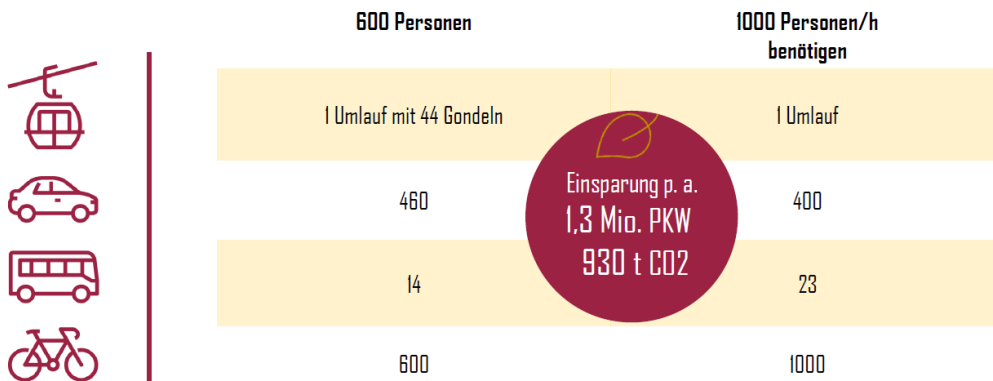 600 Personen
1000 Personen/h
benötigen
1 Umlauf mit 44 Gondeln
1 Umlauf
Einsparung p. a.
1,3 Mio. PKW
930 t CO2
460
400
14
23
600
1000